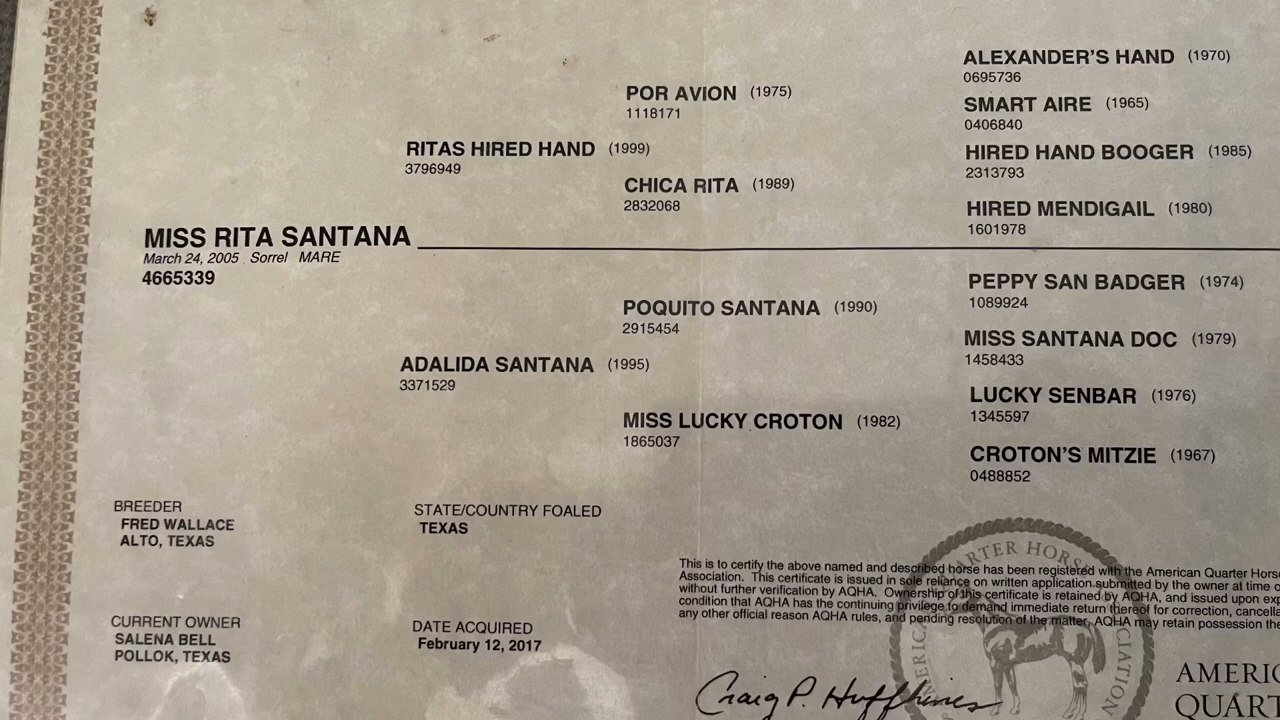 ALEXANDER'S HAND (1970)
0695736
POR AVION (1975)
1118171
SMART AIRE (1965)
0406840
RITAS HIRED HAND (1999)
3796949
HIRED HAND BOOGER (1985)
2313793
CHICA RITA (1989)
2832068
HIRED MENDIGAIL (1980)
1601978
MISS RITA SANTANA
March 24, 2005 Sorrel MARE
4665339
PEPPY SAN BADGER (1974)
1089924
POQUITO SANTANA (1990)
2915454
MISS SANTANA DOC (1979)
1458433
ADALIDA SANTANA (1995)
3371529
LUCKY SENBAR (1976)
1345597
MISS LUCKY CROTON (1982)
1865037
CROTON'S MITZIE (1967)
0488852
BREEDER
FRED WALLACE
ALTO, TEXAS
STATE/COUNTRY FOALED
TEXAS
CURRENT OWNER
SALENA BELL
POLLOK, TEXAS
DATE ACQUIRED
February 12, 2017
This is to certify the above named and described horse has been registered with the American Quarter Horse
Association. This certificate is issued in sole reliance on written application submitted by the owner at time o
without further verification by AQHA. Ownership of this certificate is retained by AQHA, and issued upon exp
condition that AQHA has the continuing privilege to demand immediate return thereof for correction, cancella
any other official reason AQHA rules, and pending resolution of the matter, AQHA may retain possession the
ERICA
ARTER HORS
CIATION
Craig P. Huffhines
AMERIC
QUART